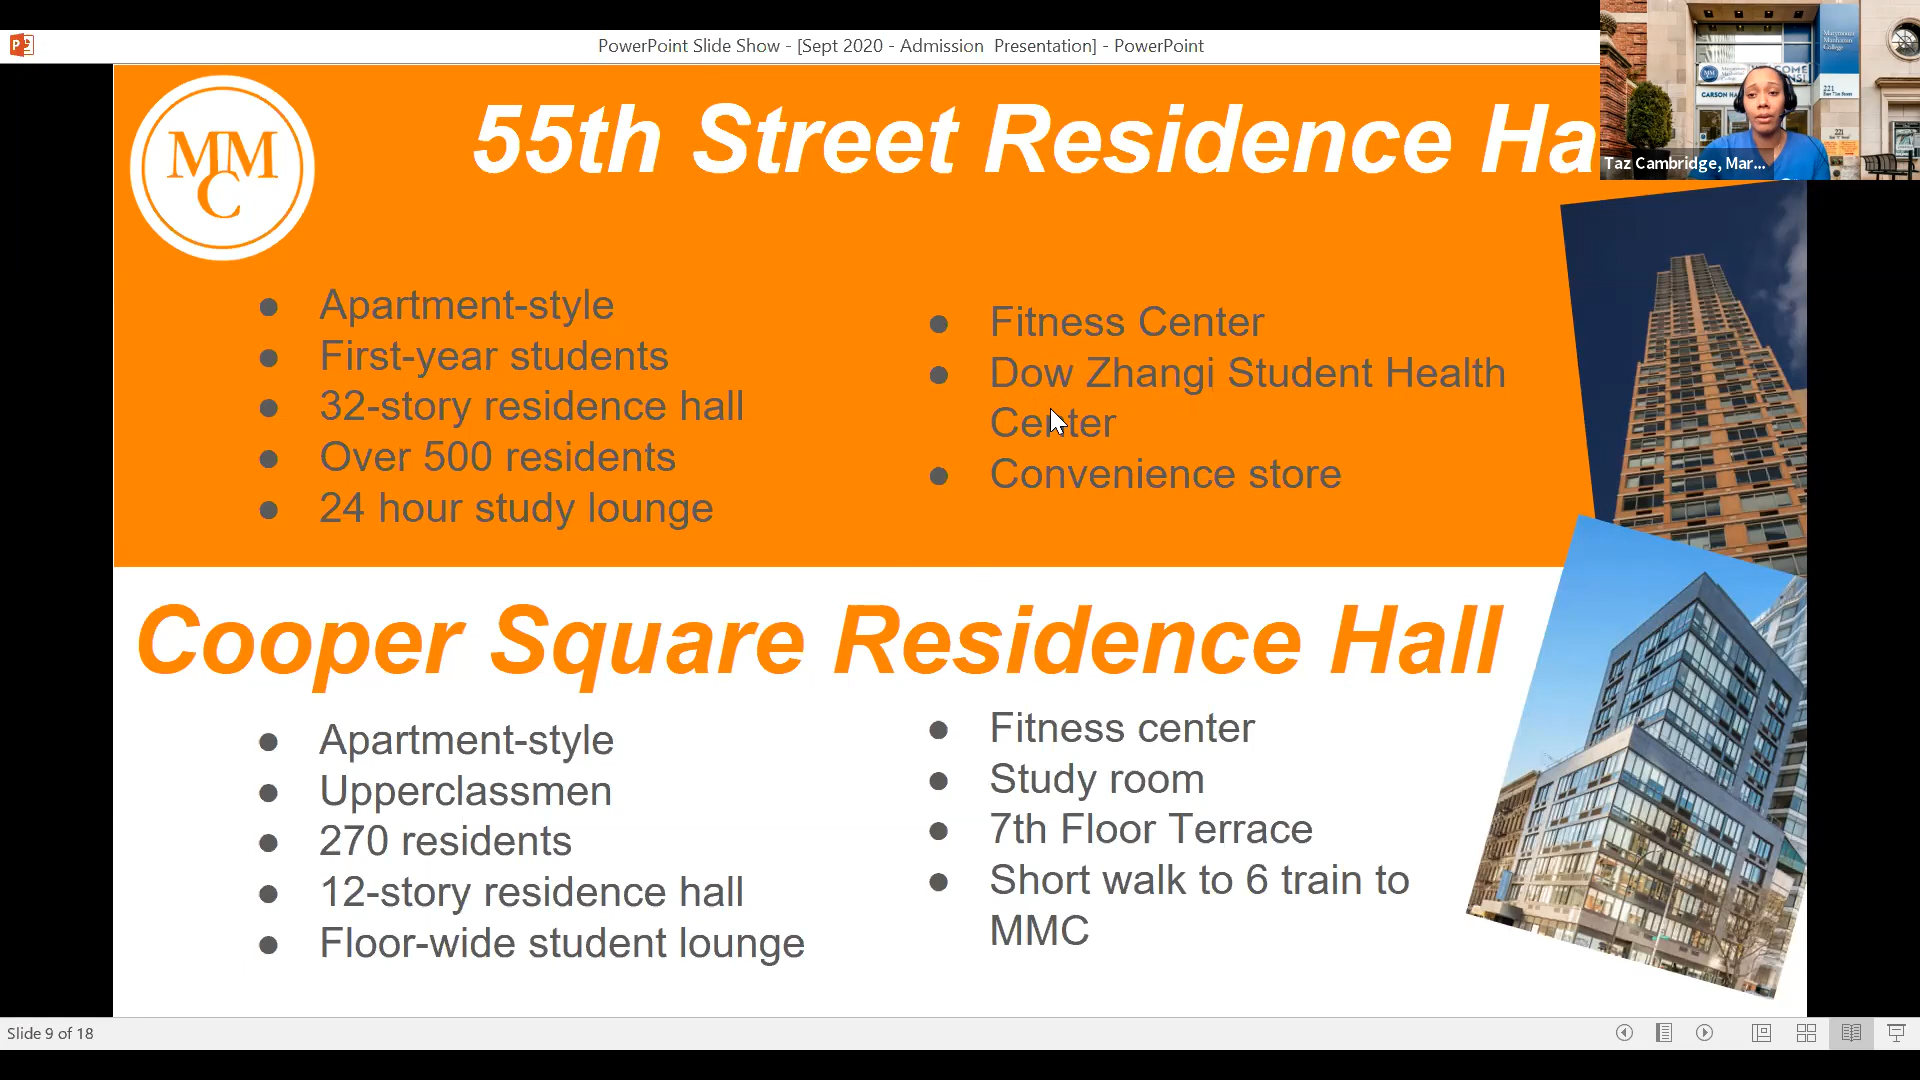 PowerPoint Slide Show - [Sept 2020 - Admission Presentation] - PowerPoint
MMC
55th Street Residence Ha
CARSON HA
221
Taz Cambridge, Mar...
● Apartment-style
● First-year students
● 32-story residence hall
● Over 500 residents
● 24 hour study lounge
● Fitness Center
● Dow Zhangi Student Health
Center
● Convenience store
Cooper Square Residence Hall
● Apartment-style
● Upperclassmen
● 270 residents
● 12-story residence hall
● Floor-wide student lounge
● Fitness center
● Study room
● 7th Floor Terrace
● Short walk to 6 train to
MMC
Slide 9 of 18